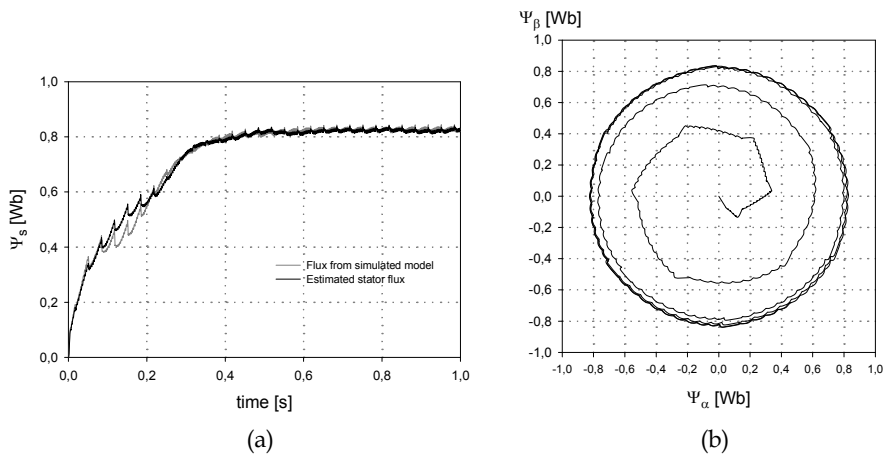 1,0
0,8
0,6
0,4
0,2
0,0
Ψs [Wb]
Flux from simulated model
Estimated stator flux
0,0 0,2 0,4 0,6 0,8 1,0
time [s]
(a)
Ψβ [Wb]
1,0
0,8
0,6
0,4
0,2
0,0
-0,2
-0,4
-0,6
-0,8
-1,0
-1,0 -0,8 -0,6 -0,4 -0,2 0,0 0,2 0,4 0,6 0,8 1,0
Ψα [Wb]
(b)